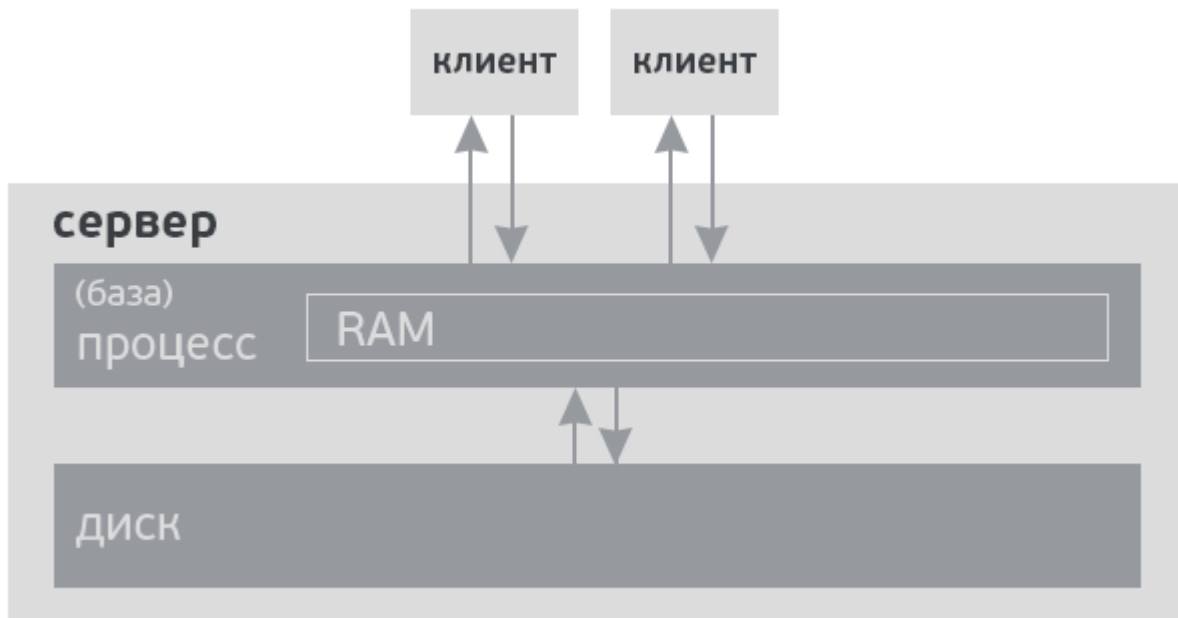 клиент
клиент
сервер
(база)
процесс
RAM
диск